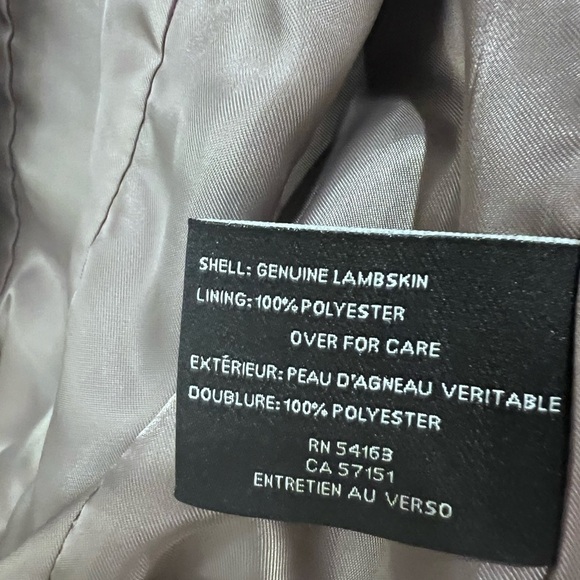 SHELL: GENUINE LAMBSKIN
LINING: 100% POLYESTER
OVER FOR CARE
EXTÉRIEUR: PEAU D'AGNEAU VERITABLE
DOUBLURE: 100% POLYESTER
RN 54163
CA 57151
ENTRETIEN AU VERSO